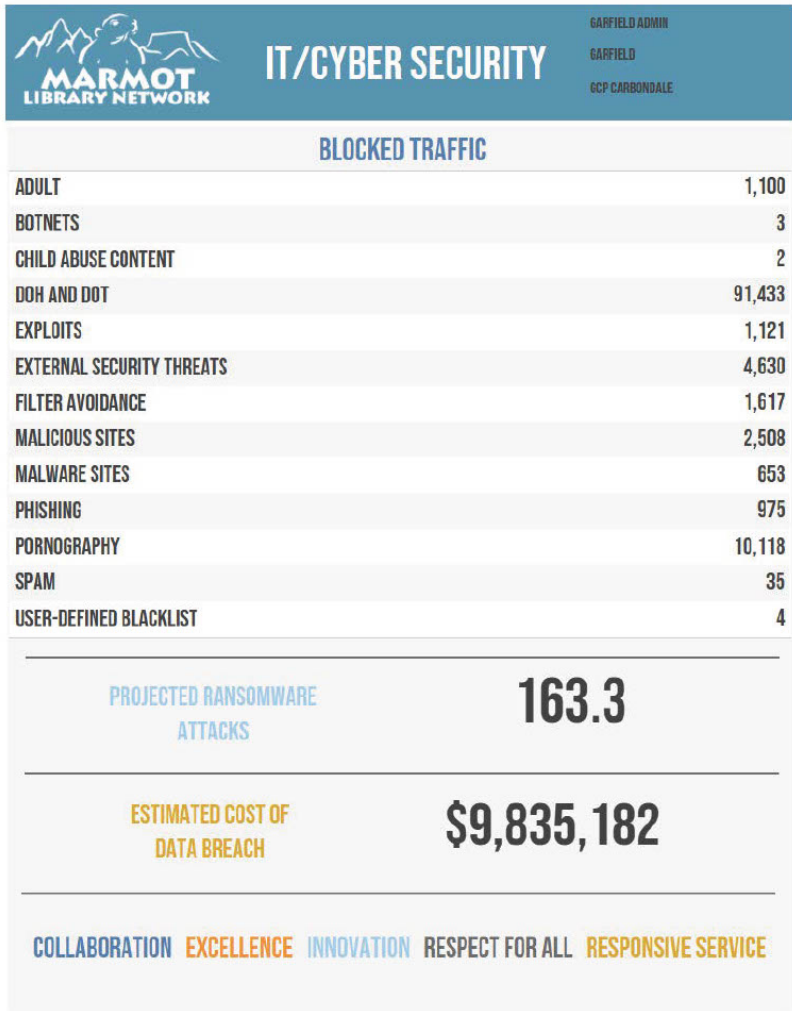 MARMOT
LIBRARY NETWORK
IT/CYBER SECURITY
GARFIELD ADMIN
GARFIELD
GCP CARBONDALE
BLOCKED TRAFFIC
ADULT 1,100
BOTNETS 3
CHILD ABUSE CONTENT 2
DOH AND DOT 91,433
EXPLOITS 1,121
EXTERNAL SECURITY THREATS 4,630
FILTER AVOIDANCE 1,617
MALICIOUS SITES 2,508
MALWARE SITES 653
PHISHING 975
PORNOGRAPHY 10,118
SPAM 35
USER-DEFINED BLACKLIST 4
PROJECTED RANSOMWARE
ATTACKS
163.3
ESTIMATED COST OF
DATA BREACH
$9,835,182
COLLABORATION EXCELLENCE INNOVATION RESPECT FOR ALL RESPONSIVE SERVICE